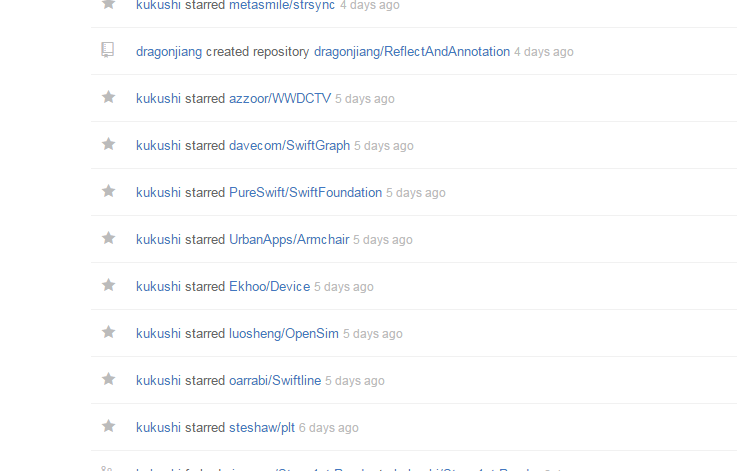 kukushi starred metasmile/strsync 4 days ago
dragonjiang created repository dragonjiang/ReflectAndAnnotation 4 days ago
kukushi starred azzoor/WWDCTV 5 days ago
kukushi starred davecom/SwiftGraph 5 days ago
kukushi starred PureSwift/SwiftFoundation 5 days ago
kukushi starred UrbanApps/Armchair 5 days ago
kukushi starred Ekhoo/Device 5 days ago
kukushi starred luosheng/OpenSim 5 days ago
kukushi starred oarrabi/Swiftline 5 days ago
kukushi starred steshaw/plt 6 days ago